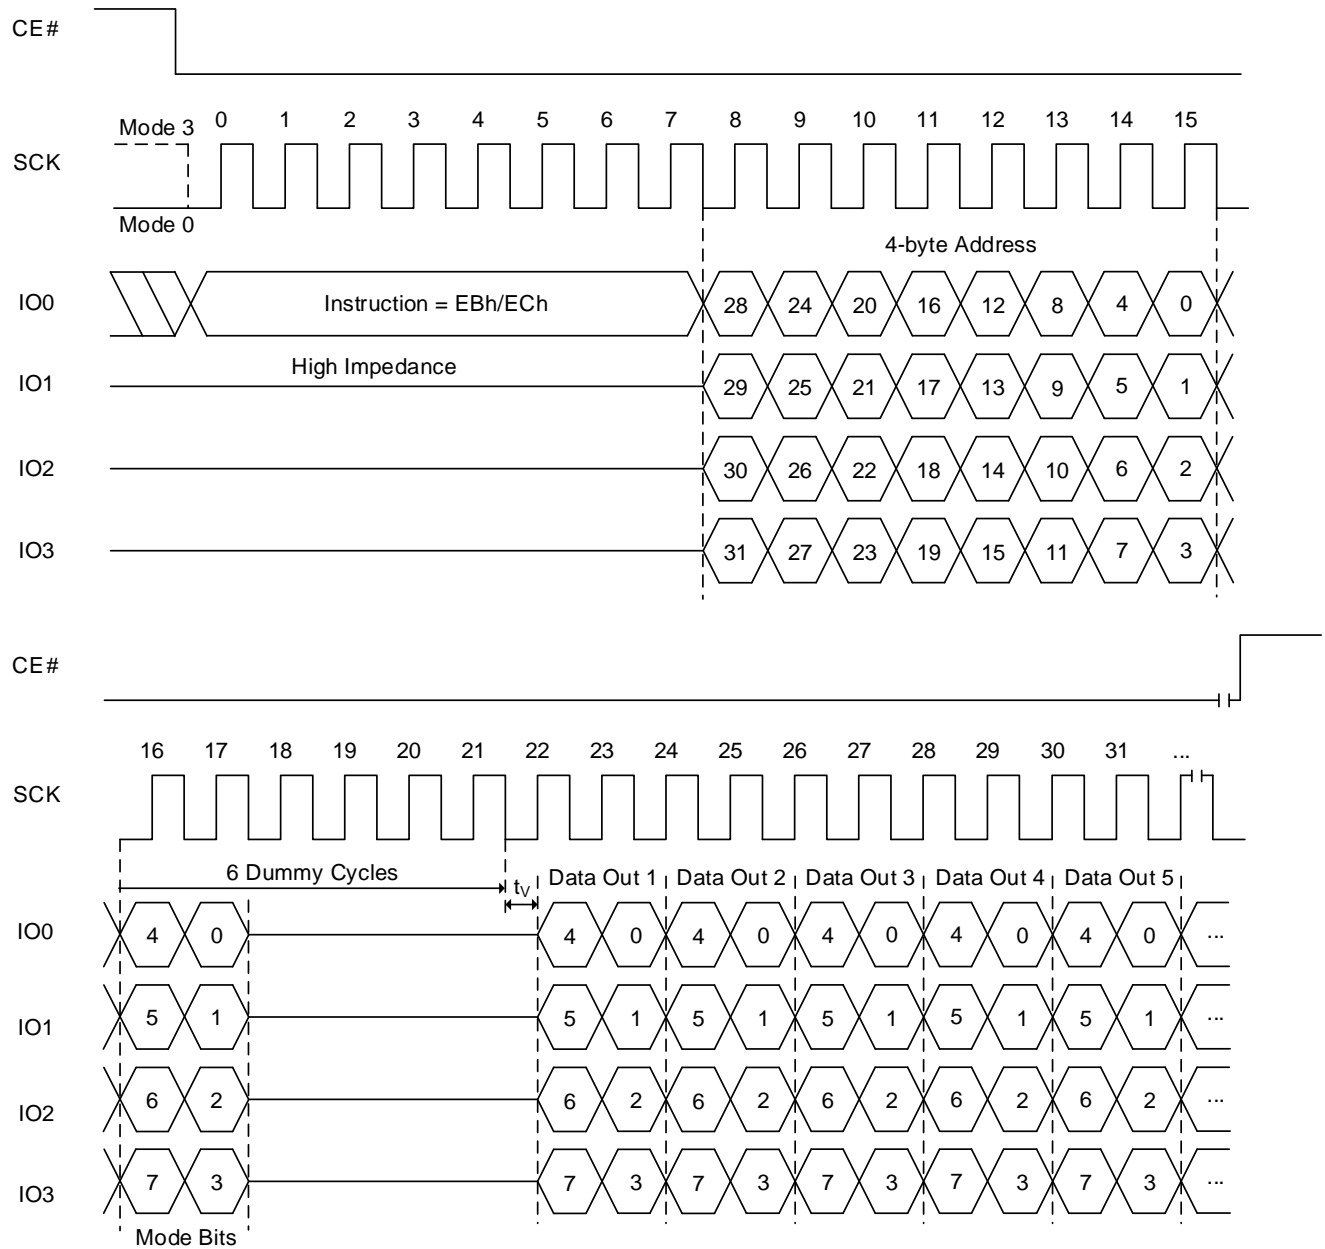 CE#
Mode 3 0 1 2 3 4 5 6 7 8 9 10 11 12 13 14 15
SCK
Mode 0
4-byte Address
IO0 Instruction = EBh/ECh 28 24 20 16 12 8 4 0
High Impedance
IO1 29 25 21 17 13 9 5 1
IO2 30 26 22 18 14 10 6 2
IO3 31 27 23 19 15 11 7 3
CE#
16 17 18 19 20 21 22 23 24 25 26 27 28 29 30 31 ...
SCK
6 Dummy Cycles tV Data Out 1 Data Out 2 Data Out 3 Data Out 4 Data Out 5
IO0 4 0 4 0 4 0 4 0 4 0 4 0 ...
IO1 5 1 5 1 5 1 5 1 5 1 5 1 ...
IO2 6 2 6 2 6 2 6 2 6 2 6 2 ...
IO3 7 3 7 3 7 3 7 3 7 3 7 3 ...
Mode Bits